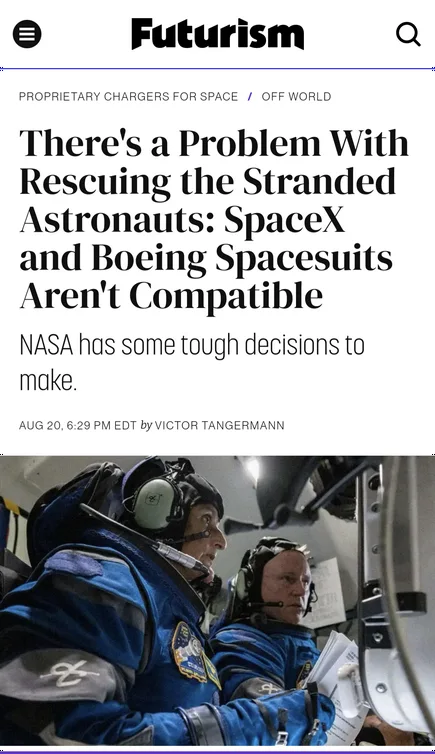 Futurism
PROPRIETARY CHARGERS FOR SPACE / OFF WORLD
There's a Problem With
Rescuing the Stranded
Astronauts: SpaceX
and Boeing Spacesuits
Aren't Compatible
NASA has some tough decisions to
make.
AUG 20, 6:29 PM EDT by VICTOR TANGERMANN